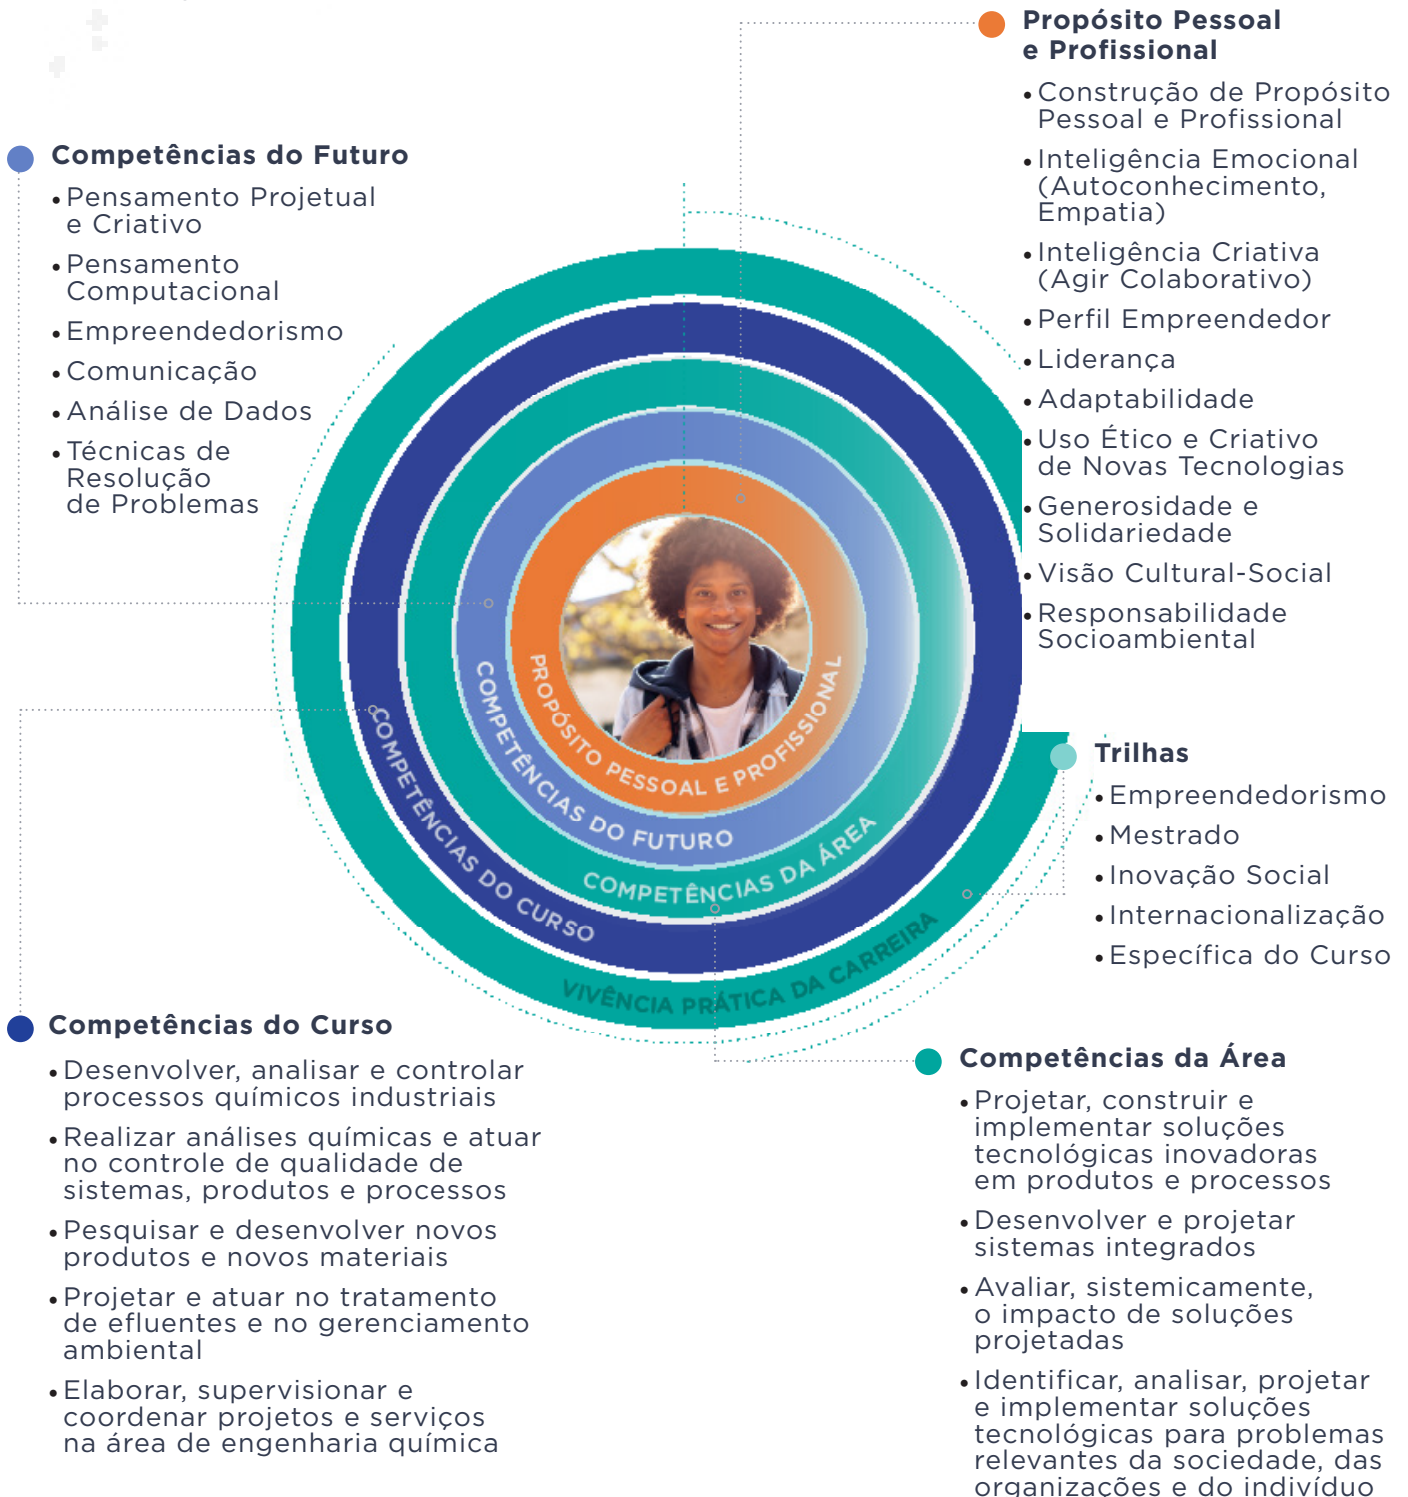 Propósito Pessoal
e Profissional
• Construção de Propósito
Pessoal e Profissional
• Inteligência Emocional
(Autoconhecimento,
Empatia)
• Inteligência Criativa
(Agir Colaborativo)
• Perfil Empreendedor
• Liderança
• Adaptabilidade
• Uso Ético e Criativo
de Novas Tecnologias
• Generosidade e
Solidariedade
• Visão Cultural-Social
• Responsabilidade
Socioambiental
Competências do Futuro
• Pensamento Projetual
e Criativo
• Pensamento
Computacional
• Empreendedorismo
• Comunicação
• Análise de Dados
• Técnicas de
Resolução
de Problemas
PROPÓSITO PESSOAL E PROFISSIONAL
COMPETÊNCIAS DO FUTURO
COMPETÊNCIAS DA ÁREA
COMPETÊNCIAS DO CURSO
VIVÊNCIA PRÁTICA DA CARREIRA
Trilhas
• Empreendedorismo
• Mestrado
• Inovação Social
• Internacionalização
• Específica do Curso
Competências do Curso
• Desenvolver, analisar e controlar
processos químicos industriais
• Realizar análises químicas e atuar
no controle de qualidade de
sistemas, produtos e processos
• Pesquisar e desenvolver novos
produtos e novos materiais
• Projetar e atuar no tratamento
de efluentes e no gerenciamento
ambiental
• Elaborar, supervisionar e
coordenar projetos e serviços
na área de engenharia química
Competências da Área
• Projetar, construir e
implementar soluções
tecnológicas inovadoras
em produtos e processos
• Desenvolver e projetar
sistemas integrados
• Avaliar, sistemicamente,
o impacto de soluções
projetadas
• Identificar, analisar, projetar
e implementar soluções
tecnológicas para problemas
relevantes da sociedade, das
organizações e do indivíduo